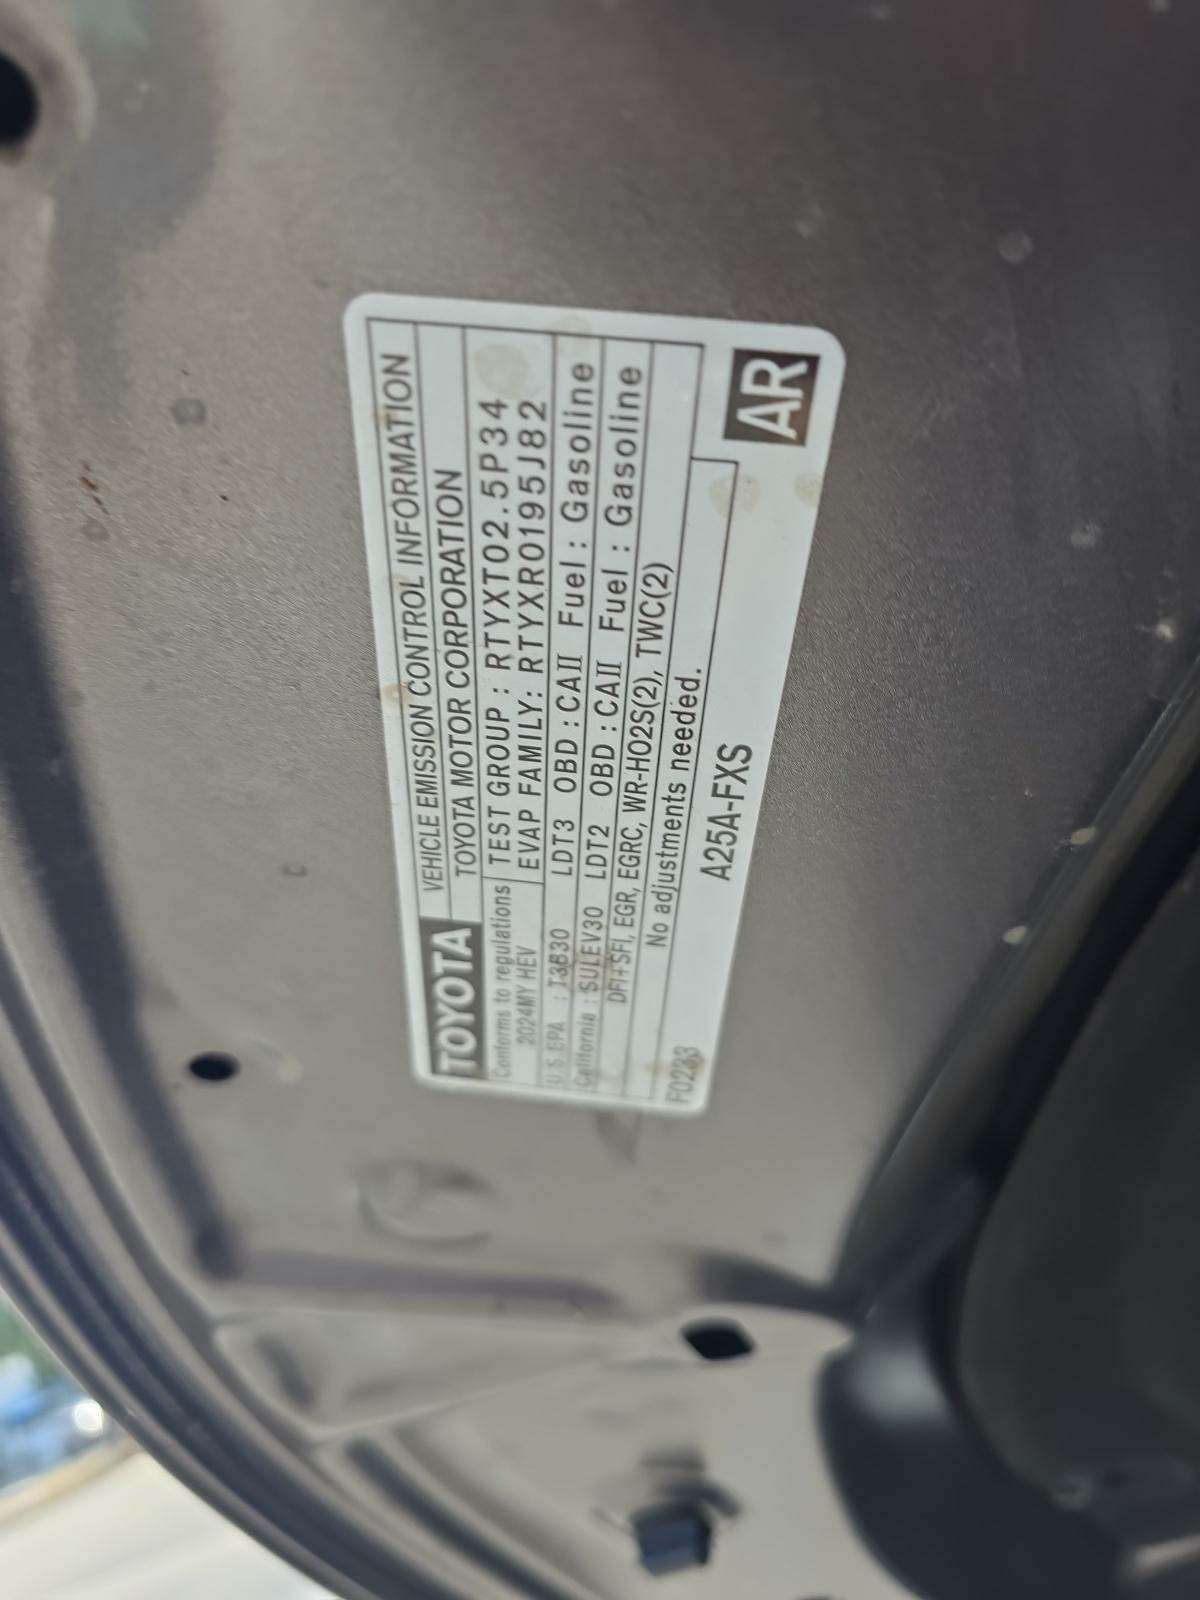 TOYOTA
VEHICLE EMISSION CONTROL INFORMATION
TOYOTA MOTOR CORPORATION
Conforms to regulations
2024MY HEV
TEST GROUP : RTYXT02.5P34
EVAP FAMILY: RTYXR0195J82
U.S.EPA : T3B30 LDT3 OBD : CAII Fuel : Gasoline
California : SULEV30 LDT2 OBD : CAII Fuel : Gasoline
DFI+SFI, EGR, EGRC, WR-HO2S(2), TWC(2)
No adjustments needed.
F0233 A25A-FXS
AR